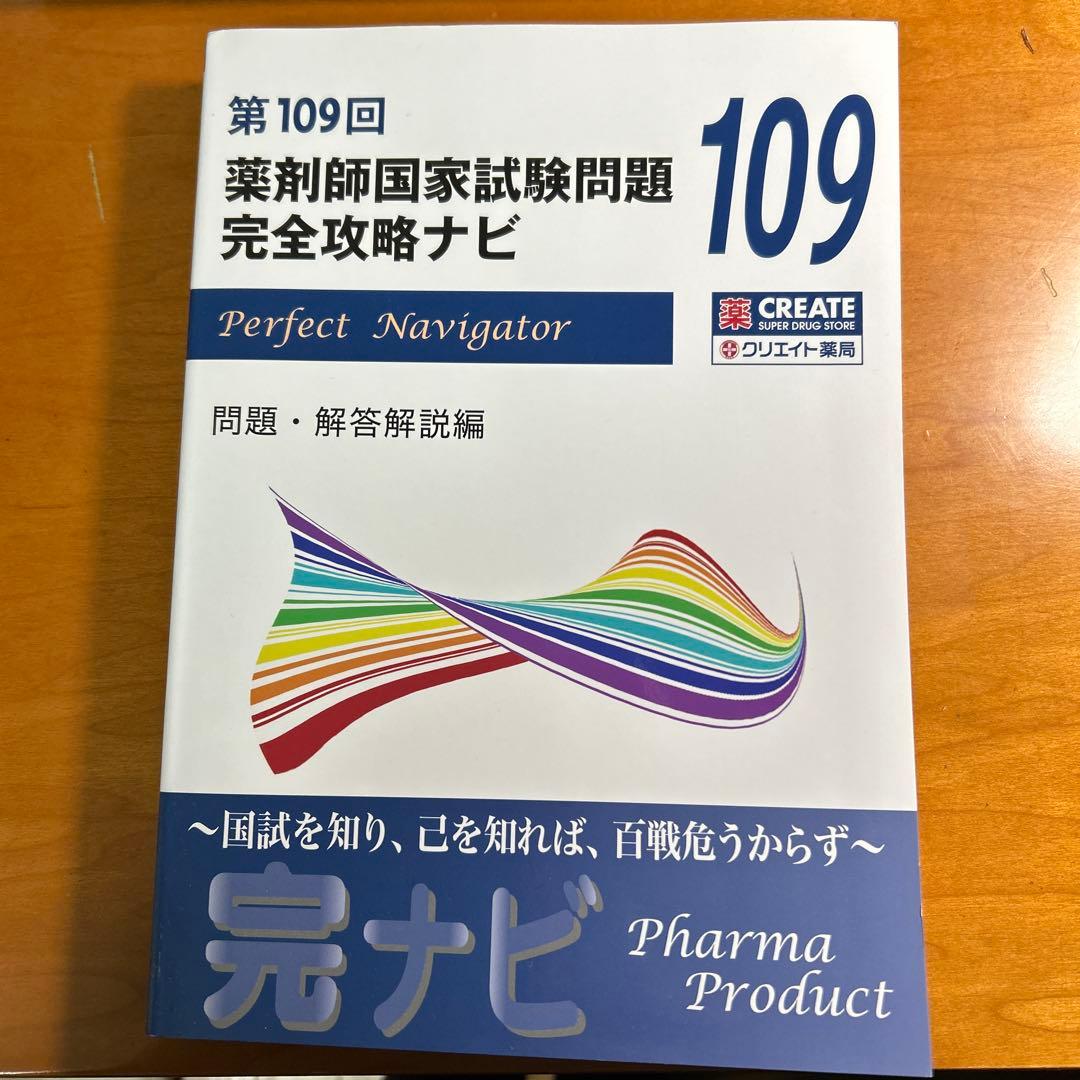 第109回
薬剤師国家試験問題
完全攻略ナビ
109
Perfect Navigator
薬 CREATE
SUPER DRUG STORE
クリエイト薬局
問題・解答解説編
～国試を知り、己を知れば、百戦危うからず～
完ナビ
Pharma
Product